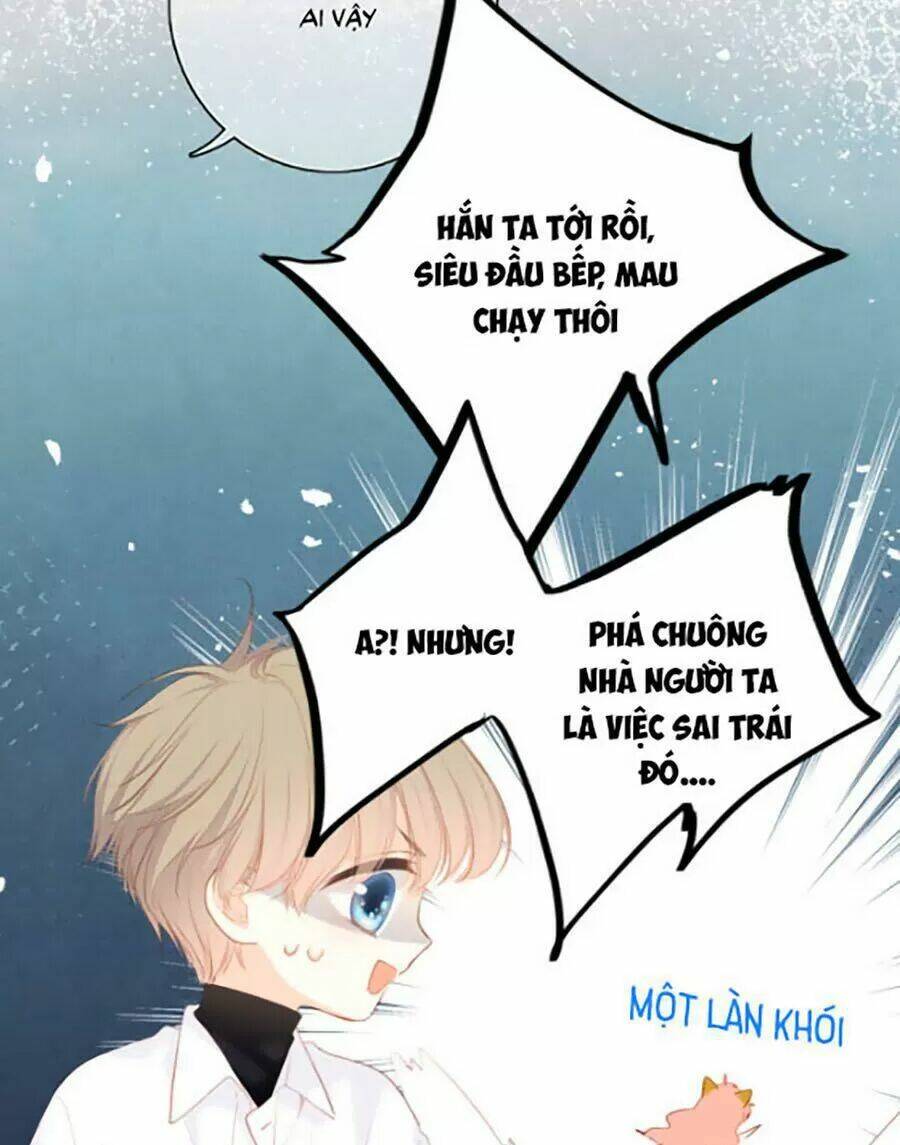 AI VẬY
HẮN TA TỚI RỒI,
SIÊU ĐẦU BẾP, MAU
CHẠY THÔI
A?! NHƯNG!
PHÁ CHUÔNG
NHÀ NGƯỜI TA
LÀ VIỆC SAI TRÁI
ĐÓ....
MỘT LÀN KHÓI